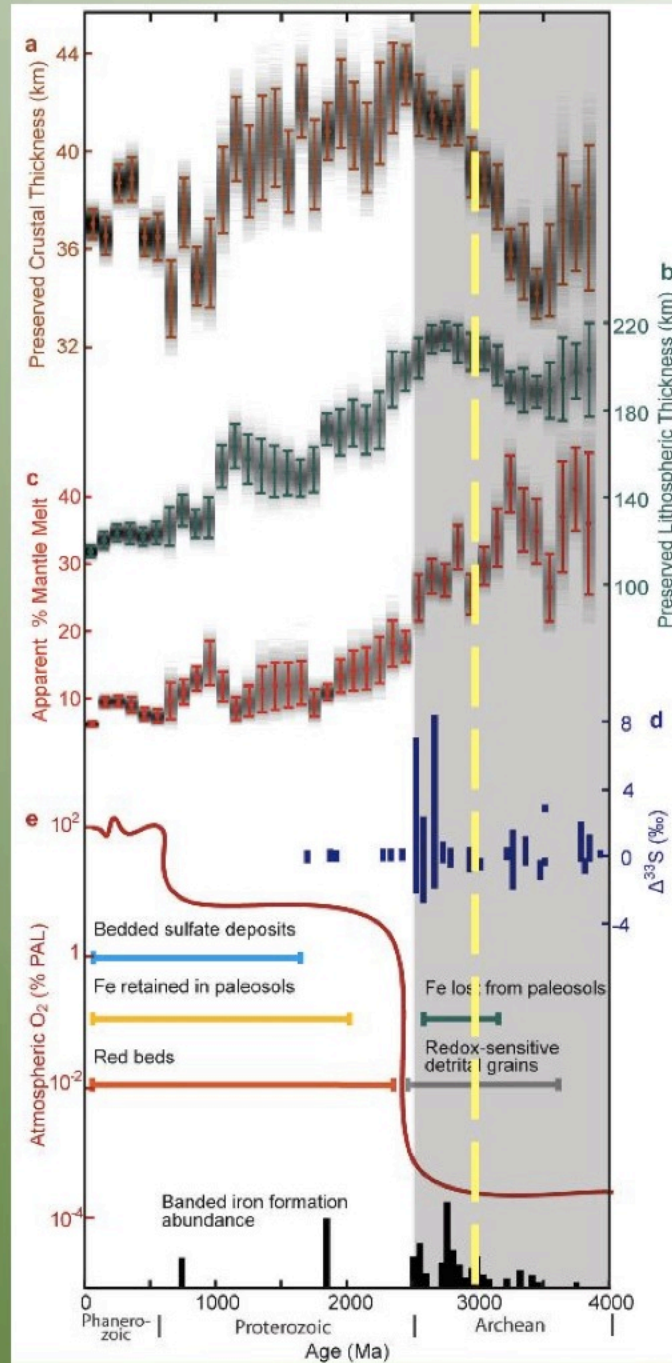 a
Preserved Crustal Thickness (km)
44
40
36
32
b
Preserved Lithospheric Thickness (km)
220
180
140
100
c
Apparent % Mantle Melt
40
30
20
10
d
Δ³³S (‰)
8
4
0
-4
e
Atmospheric O₂ (% PAL)
10²
1
10⁻²
10⁻⁴
Bedded sulfate deposits
Fe retained in paleosols
Red beds
Fe lost from paleosols
Redox-sensitive
detrital grains
Banded iron formation
abundance
0 1000 2000 3000 4000
Phanero-
zoic
Proterozoic
Archean
Age (Ma)